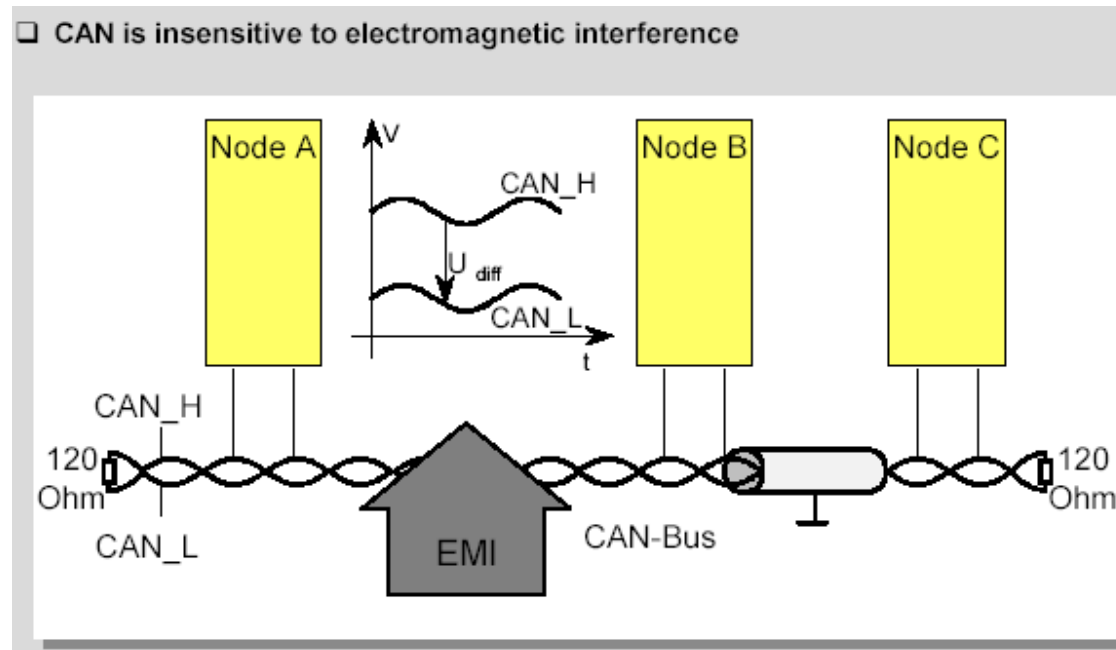 ❑ CAN is insensitive to electromagnetic interference
Node A
V
CAN_H
U diff
CAN_L
t
Node B
Node C
CAN_H
120
Ohm
CAN_L
EMI
CAN-Bus
120
Ohm